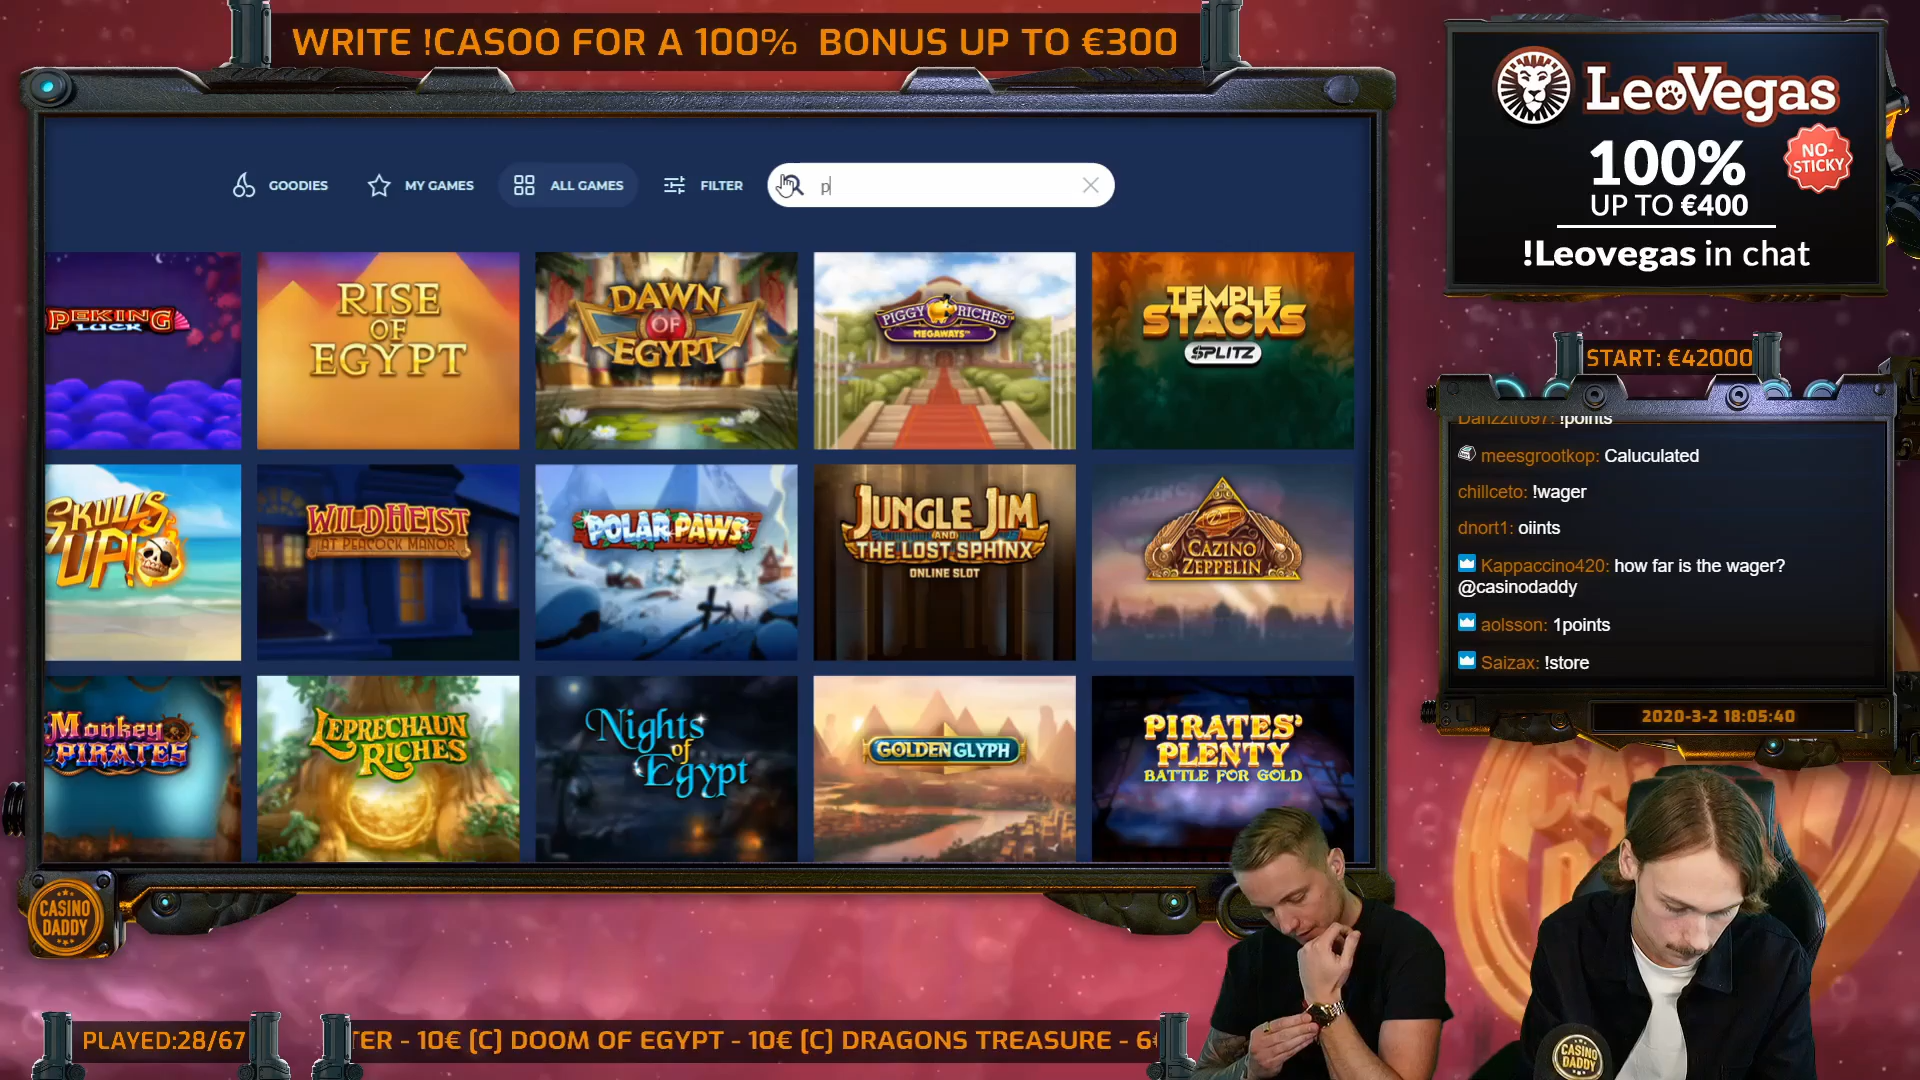 WRITE !CASOO FOR A 100% BONUS UP TO €300
GOODIES
MY GAMES
ALL GAMES
FILTER
p
PEKING
LUCK
RISE
OF
EGYPT
DAWN
OF
EGYPT
PIGGY RICHES™
MEGAWAYS™
TEMPLE
STACKS
SPLITZ
SKULLS
UP!
WILD HEIST
AT PEACOCK MANOR
POLAR PAWS
JUNGLE JIM
AND
THE LOST SPHINX
ONLINE SLOT
CAZINO
ZEPPELIN
Monkey
PIRATES
LEPRECHAUN
RICHES
Nights
of
Egypt
GOLDEN GLYPH
PIRATES'
PLENTY
BATTLE FOR GOLD
LeoVegas
100%
NO-
STICKY
UP TO €400
!Leovegas in chat
START: €42000
Danzztro97: !points
meesgrootkop: Caluculated
chillceto: !wager
dnort1: oiints
Kappaccino420: how far is the wager?
@casinodaddy
aolsson: 1points
Saizax: !store
2020-3-2 18:05:40
CASINO
DADDY
PLAYED:28/67
TER - 10€ (C) DOOM OF EGYPT - 10€ (C) DRAGONS TREASURE - 6€
CASINO
DADDY